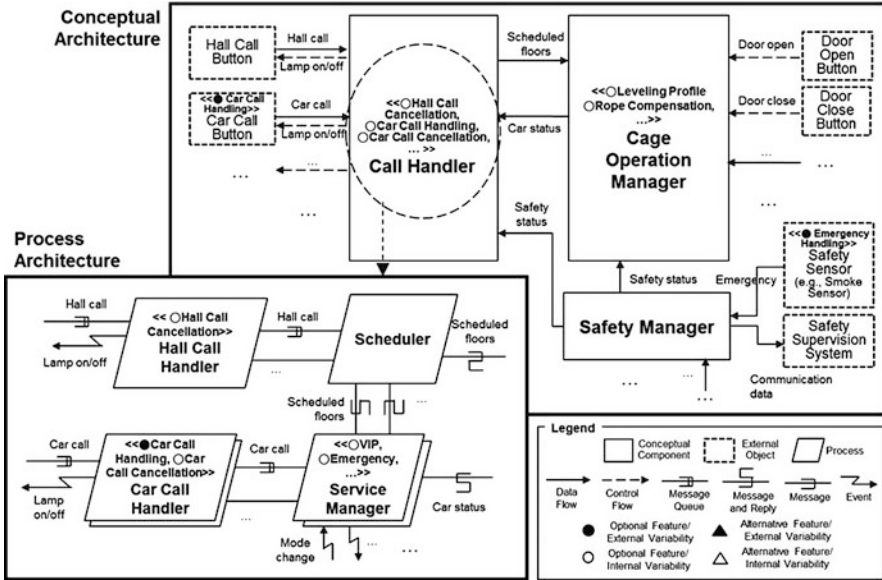 Conceptual
Architecture
Hall Call
Button
Hall call
Lamp on/off
<<● Car Call
Handling>>
Car Call
Button
Car call
Lamp on/off
...
...
<<○Hall Call
Cancellation,
○Car Call Handling,
○Car Call Cancellation,
... >>
Call Handler
Scheduled
floors
Car status
...
Safety
status
<<○Leveling Profile
○Rope Compensation,
...>>
Cage
Operation
Manager
Door open
Door
Open
Button
Door close
Door
Close
Button
...
...
...
Safety status
Emergency
<<● Emergency
Handling>>
Safety
Sensor
(e.g., Smoke
Sensor)
Safety Manager
Safety
Supervision
System
...
...
...
Communication
data
Process
Architecture
Hall call
Lamp on/off
<< ○Hall Call
Cancellation>>
Hall Call
Handler
Hall call
...
Scheduler
Scheduled
floors
Scheduled
floors
...
Car call
Lamp
on/off
<<●Car Call
Handling, ○Car
Call Cancellation>>
Car Call
Handler
Car call
...
<<○VIP,
○Emergency,
...>>
Service
Manager
Car status
Mode
change
...
...
Legend
Conceptual
Component
External
Object
Process
Data
Flow
Control
Flow
Message
Queue
Message
and Reply
Message
Event
● Optional Feature/
External Variability
▲ Alternative Feature/
External Variability
○ Optional Feature/
Internal Variability
△ Alternative Feature/
Internal Variability